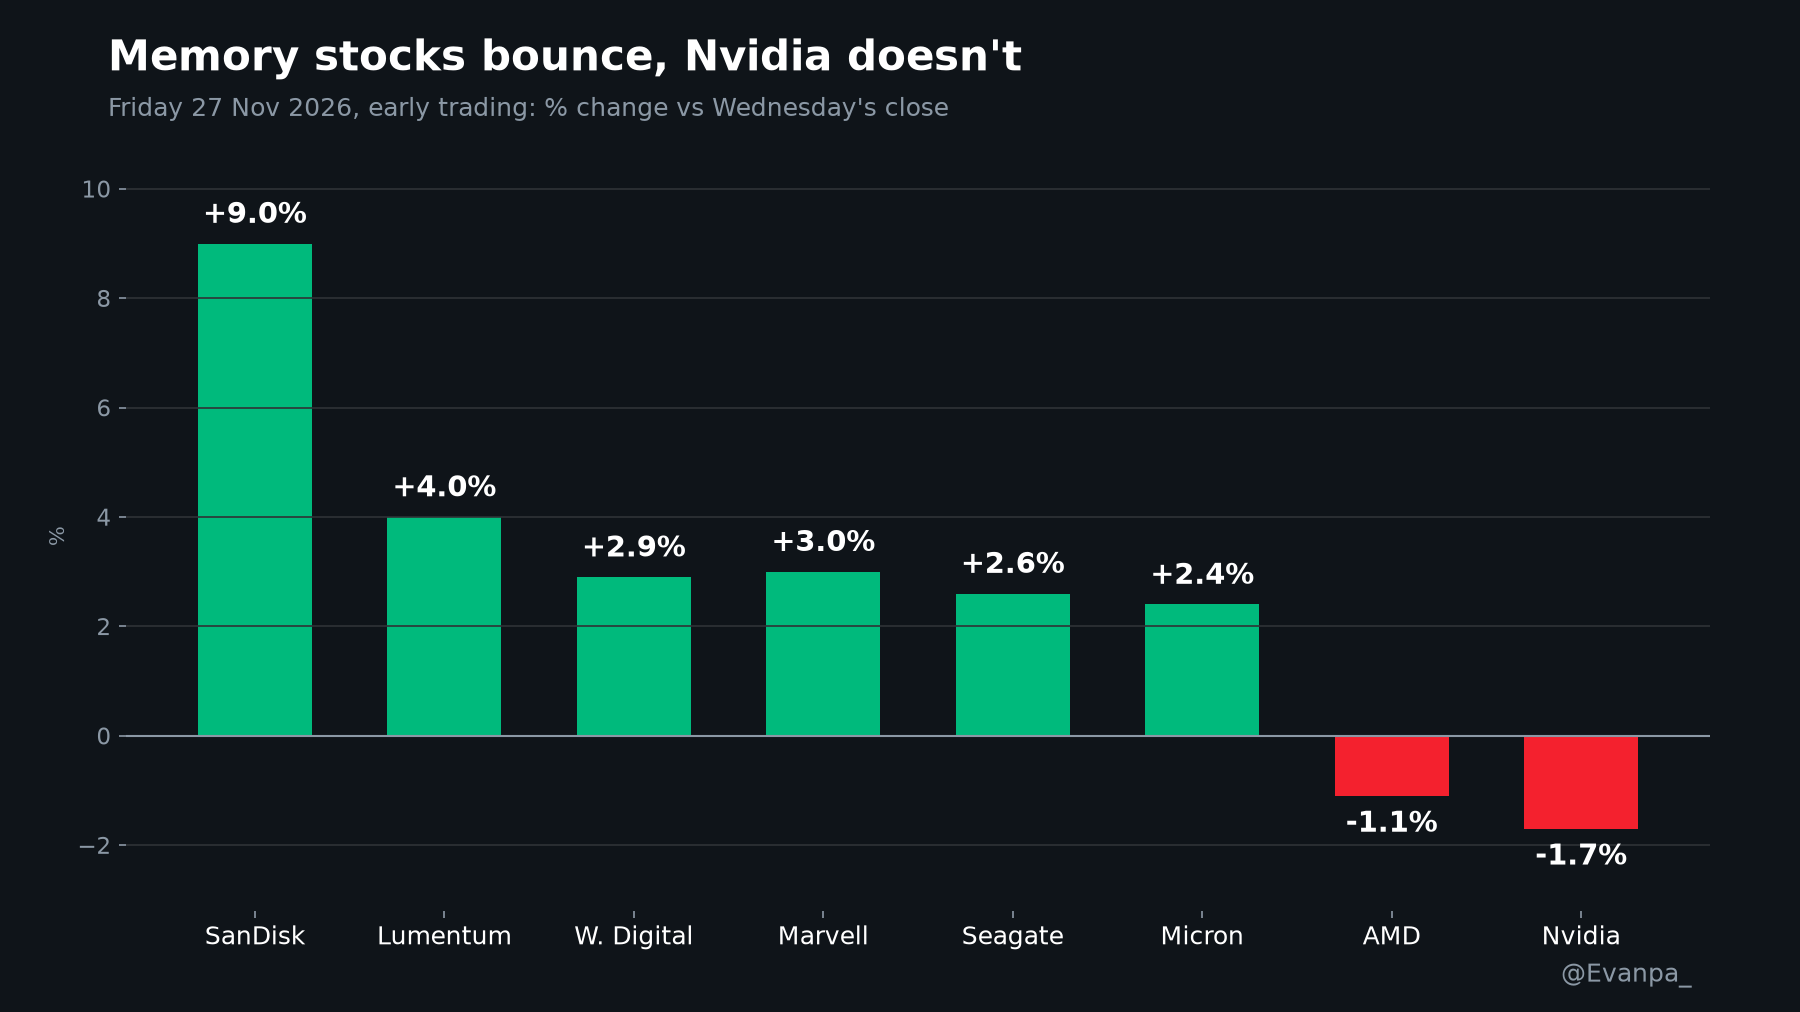 Memory stocks bounce, Nvidia doesn't
Friday 27 Nov 2026, early trading: % change vs Wednesday's close
10
8
6
4
2
0
−2
%
+9.0%
+4.0%
+2.9%
+3.0%
+2.6%
+2.4%
-1.1%
-1.7%
SanDisk
Lumentum
W. Digital
Marvell
Seagate
Micron
AMD
Nvidia
@Evanpa_